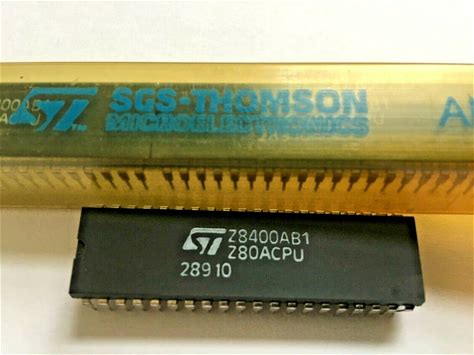 SGS-THOMSON
MICROELECTRONICS
Z8400AB1
Z80ACPU
28910